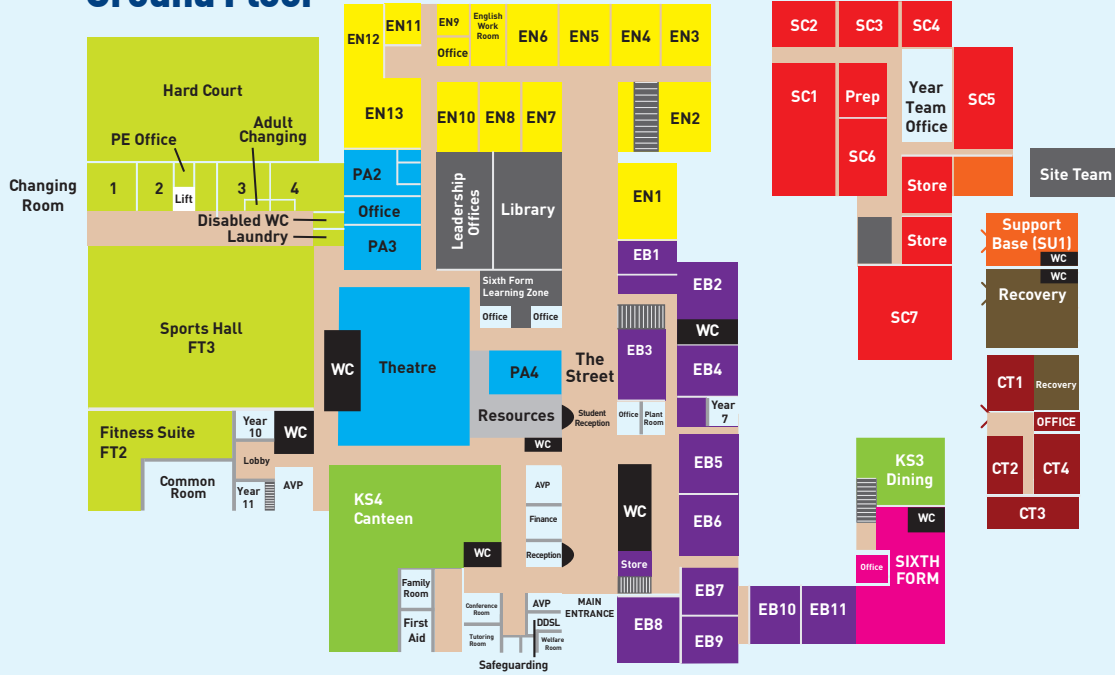 Ground Floor
EN12
EN11
EN9
Office
English
Work
Room
EN6
EN5
EN4
EN3
EN13
EN10
EN8
EN7
EN2
EN1
SC2
SC3
SC4
SC1
Prep
Year
Team
Office
SC5
SC6
Store
Store
SC7
Site Team
Hard Court
PE Office
Adult
Changing
Changing
Room
1
2
Lift
3
4
Disabled WC
Laundry
PA2
Office
PA3
Leadership
Offices
Library
Sixth Form
Learning Zone
Office
Office
EB1
EB2
WC
EB3
EB4
Office
Plant
Room
Year
7
Support
Base (SU1)
WC
WC
Recovery
Sports Hall
FT3
WC
Theatre
PA4
Resources
The
Street
Student
Reception
WC
CT1
Recovery
OFFICE
CT2
CT4
CT3
Fitness Suite
FT2
Year
10
WC
Lobby
Common
Room
Year
11
AVP
KS4
Canteen
WC
AVP
Finance
Reception
WC
Store
EB5
EB6
KS3
Dining
WC
Office
SIXTH
FORM
Family
Room
First
Aid
Conference
Room
Tutoring
Room
AVP
DDSL
Welfare
Room
Safeguarding
MAIN
ENTRANCE
EB8
EB7
EB9
EB10
EB11